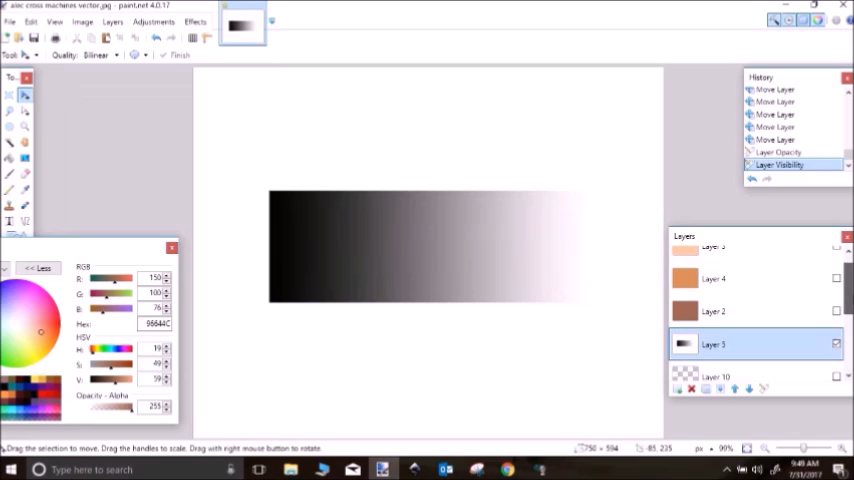 alec cross machines vector.jpg - paint.net 4.0.17
File Edit View Image Layers Adjustments Effects
Tool: Quality: Bilinear Finish
To...
History
Move Layer
Move Layer
Move Layer
Move Layer
Move Layer
Layer Opacity
Layer Visibility
Layers
Layer 4
Layer 2
Layer 5
Layer 10
<< Less
RGB
R: 150
G: 100
B: 76
Hex: 96644C
HSV
H: 19
S: 49
V: 59
Opacity - Alpha
255
Drag the selection to move. Drag the handles to scale. Drag with right mouse button to rotate.
750 × 594
-85, 225
px
99%
Type here to search
9:49 AM
7/31/2017